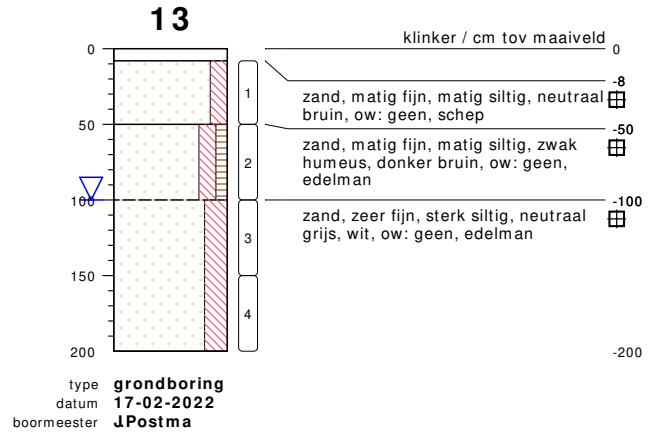 13
klinker / cm tov maaiveld
0
0
-8
1
zand, matig fijn, matig siltig, neutraal
bruin, ow: geen, schep
50
-50
2
zand, matig fijn, matig siltig, zwak
humeus, donker bruin, ow: geen,
edelman
100
-100
3
zand, zeer fijn, sterk siltig, neutraal
grijs, wit, ow: geen, edelman
150
4
200
-200
type grondboring
datum 17-02-2022
boormeester J.Postma